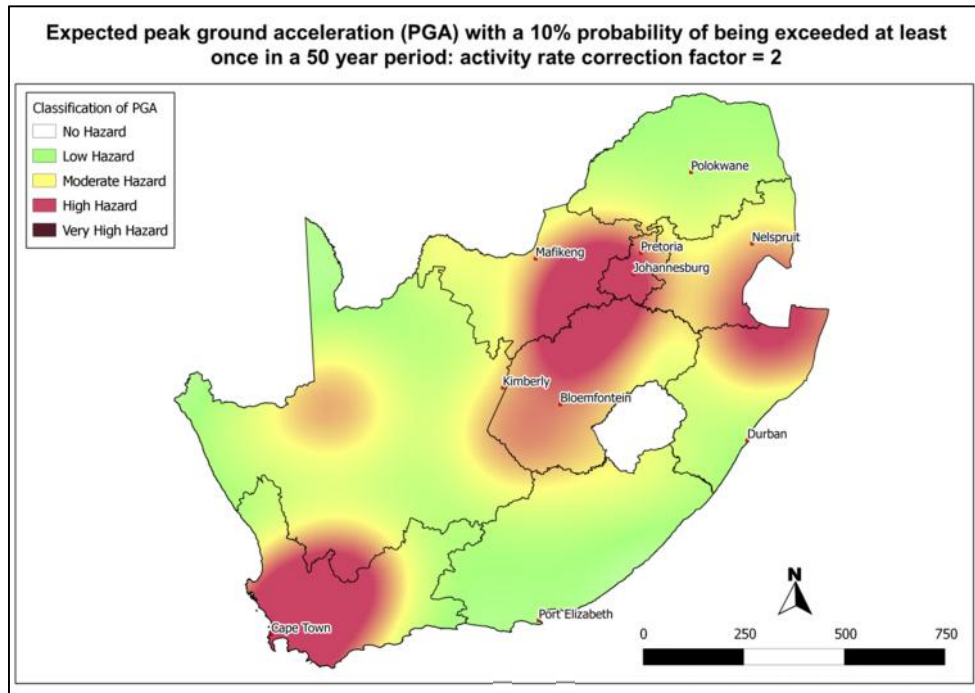 Expected peak ground acceleration (PGA) with a 10% probability of being exceeded at least
once in a 50 year period: activity rate correction factor = 2
Classification of PGA
No Hazard
Low Hazard
Moderate Hazard
High Hazard
Very High Hazard
Polokwane
Nelspruit
Pretoria
Mafikeng
Johannesburg
Kimberly
Bloemfontein
Durban
N
Port Elizabeth
Cape Town
0 250 500 750